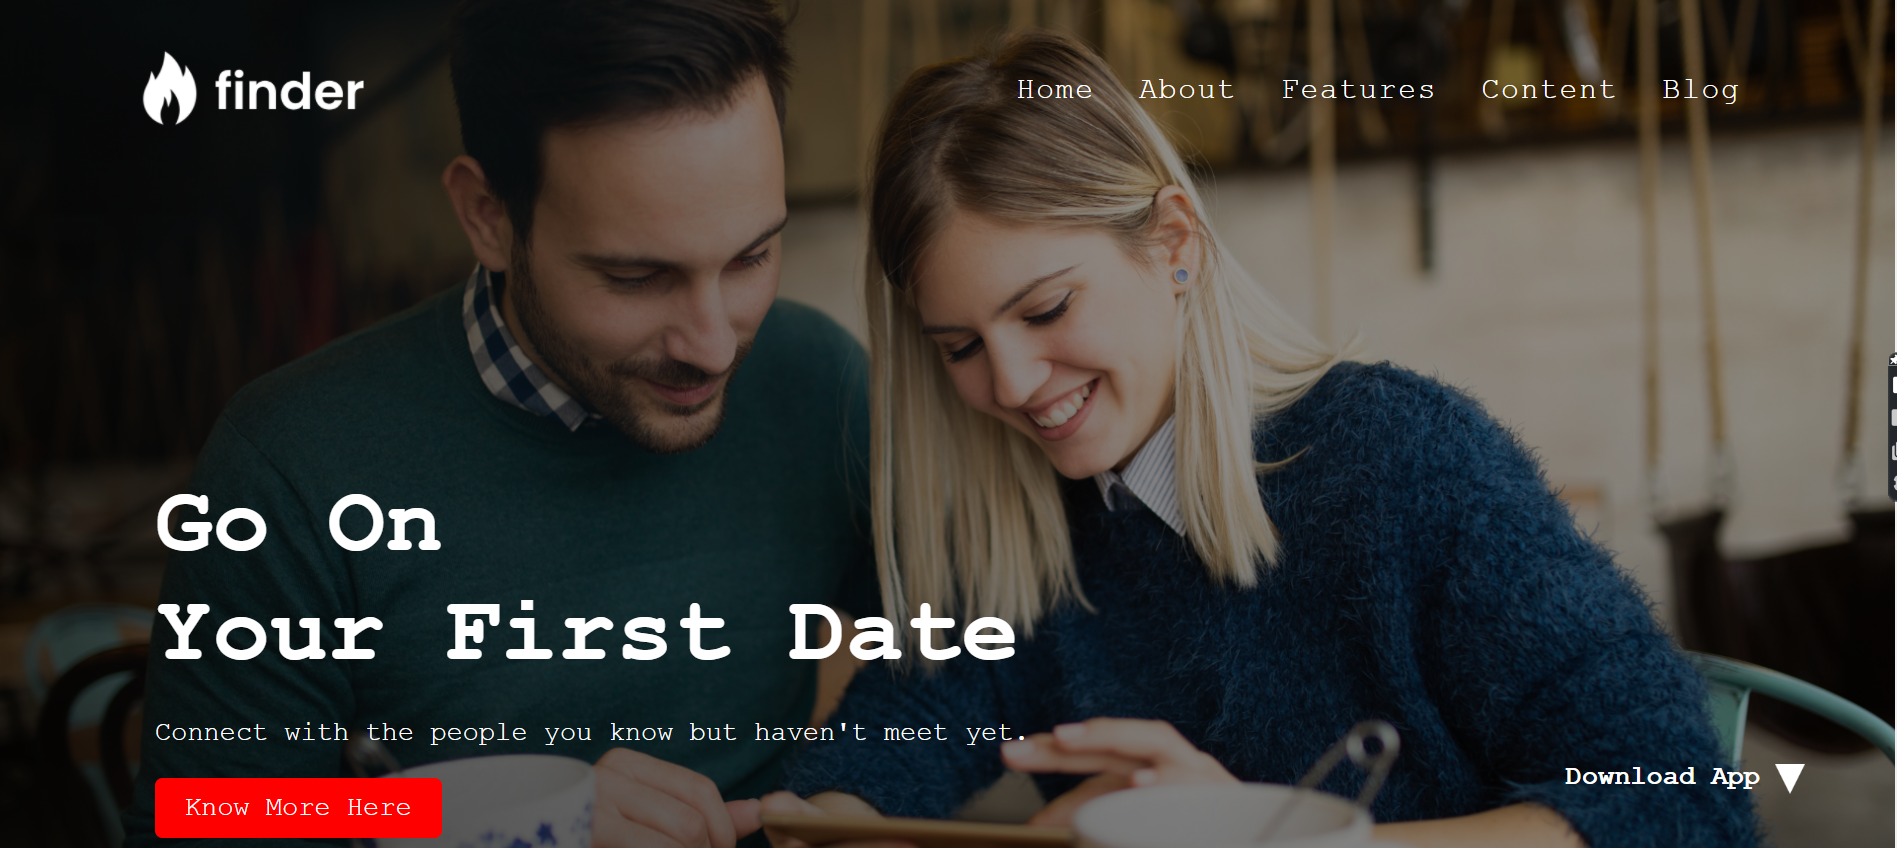 finder
Home About Features Content Blog
Go On
Your First Date
Connect with the people you know but haven't meet yet.
Know More Here
Download App